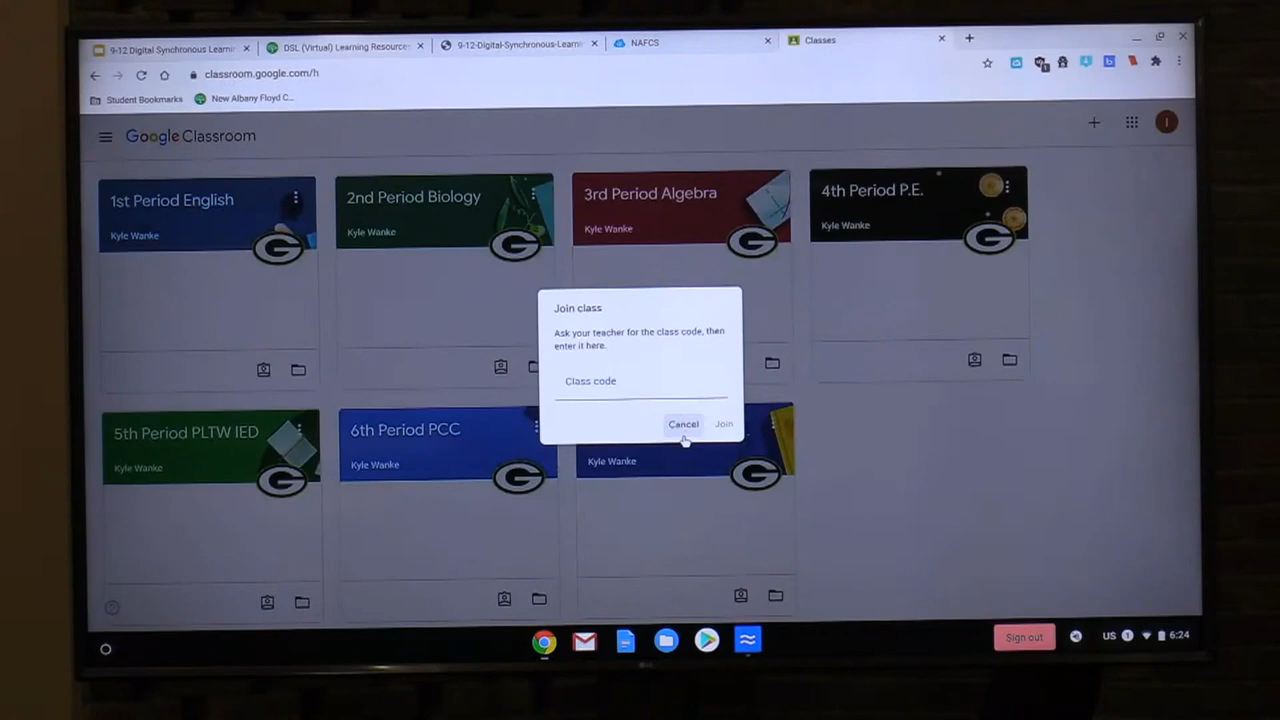 9-12 Digital Synchronous Learni
DSL (Virtual) Learning Resource
9-12-Digital-Synchronous-Learni
NAFCS
Classes
classroom.google.com/h
Student Bookmarks
New Albany Floyd C...
Google Classroom
I
1st Period English
Kyle Wanke
G
2nd Period Biology
Kyle Wanke
G
3rd Period Algebra
Kyle Wanke
G
4th Period P.E.
Kyle Wanke
G
Join class
Ask your teacher for the class code, then
enter it here.
Class code
Cancel
Join
5th Period PLTW IED
Kyle Wanke
G
6th Period PCC
Kyle Wanke
G
Kyle Wanke
G
Sign out
US
1
6:24
LG